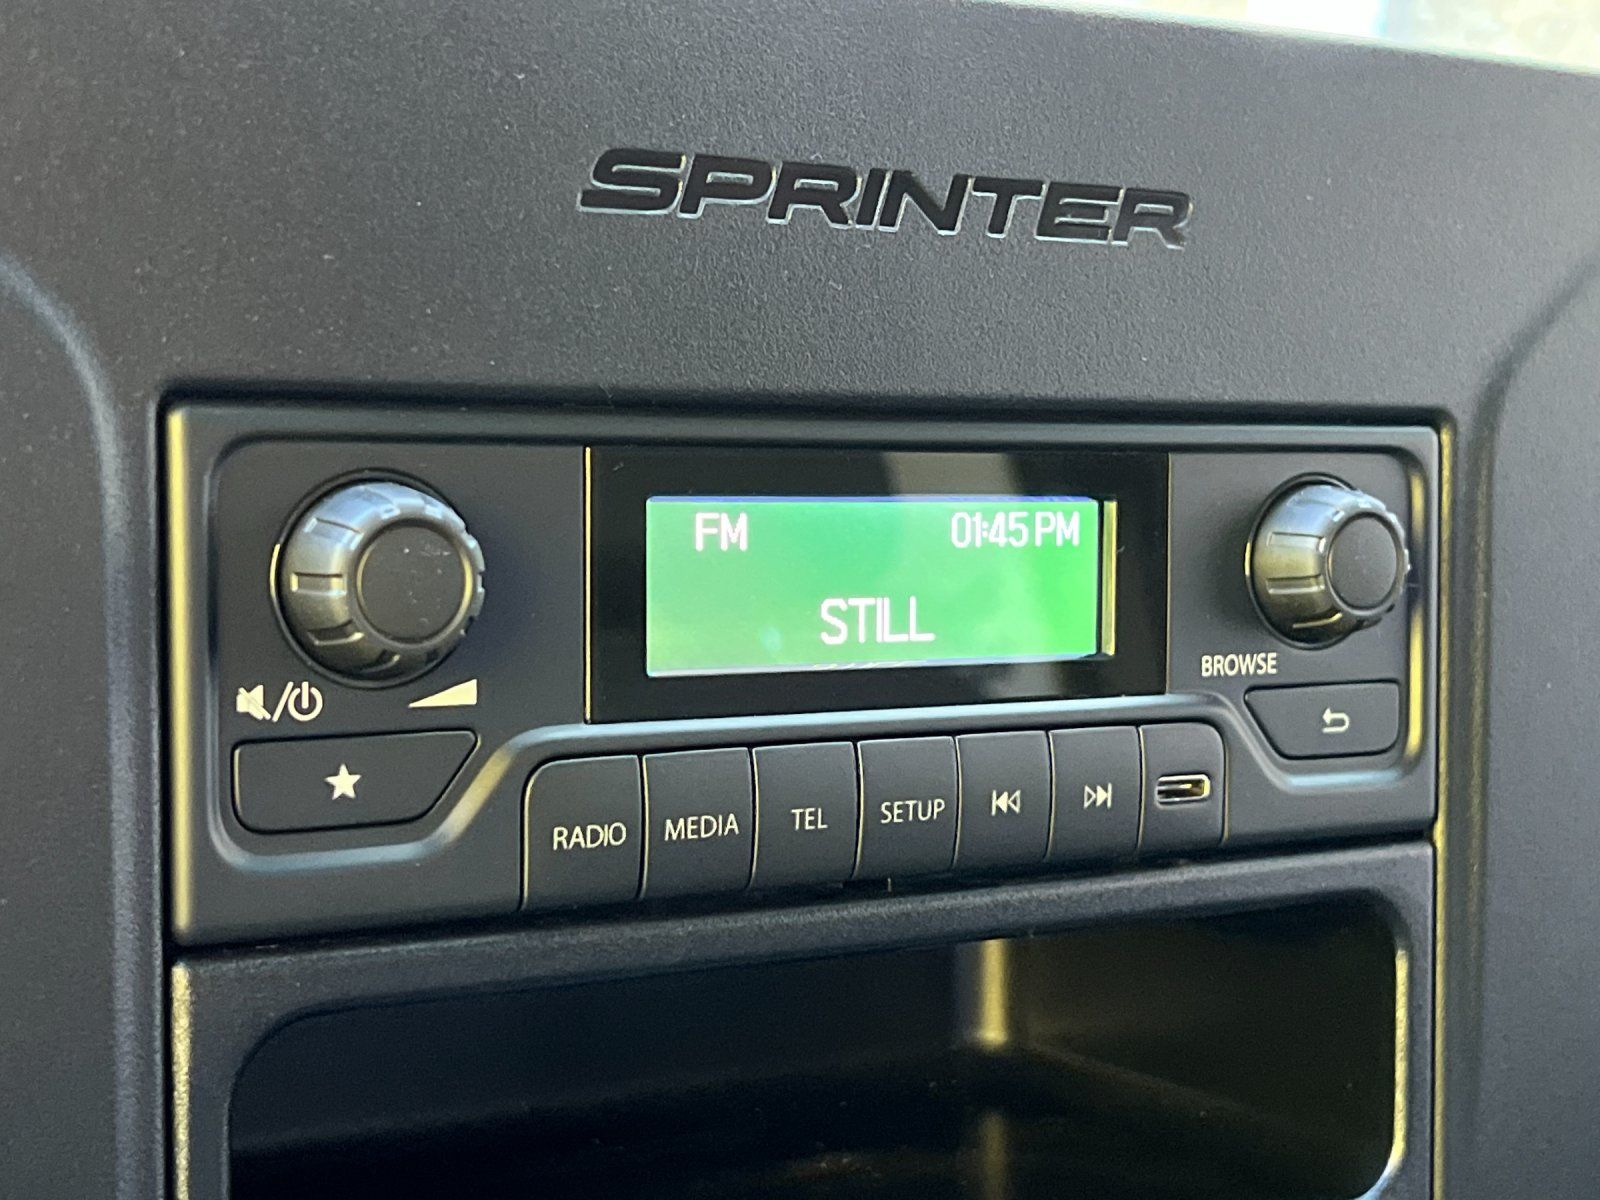 SPRINTER
FM 01:45 PM
STILL
BROWSE
RADIO MEDIA TEL SETUP